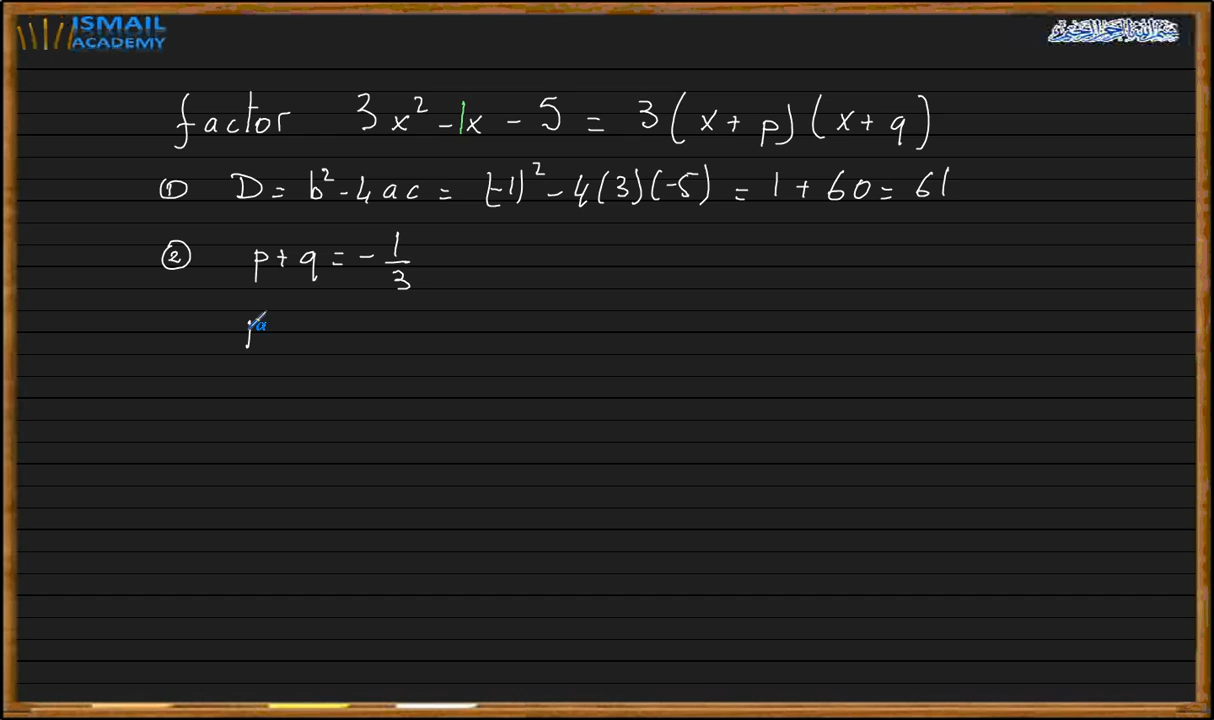 ISMAIL
ACADEMY
factor 3x² - 1x - 5 = 3(x + p)(x + q)
① D = b² - 4ac = (-1)² - 4(3)(-5) = 1 + 60 = 61
② p + q = - 1/3